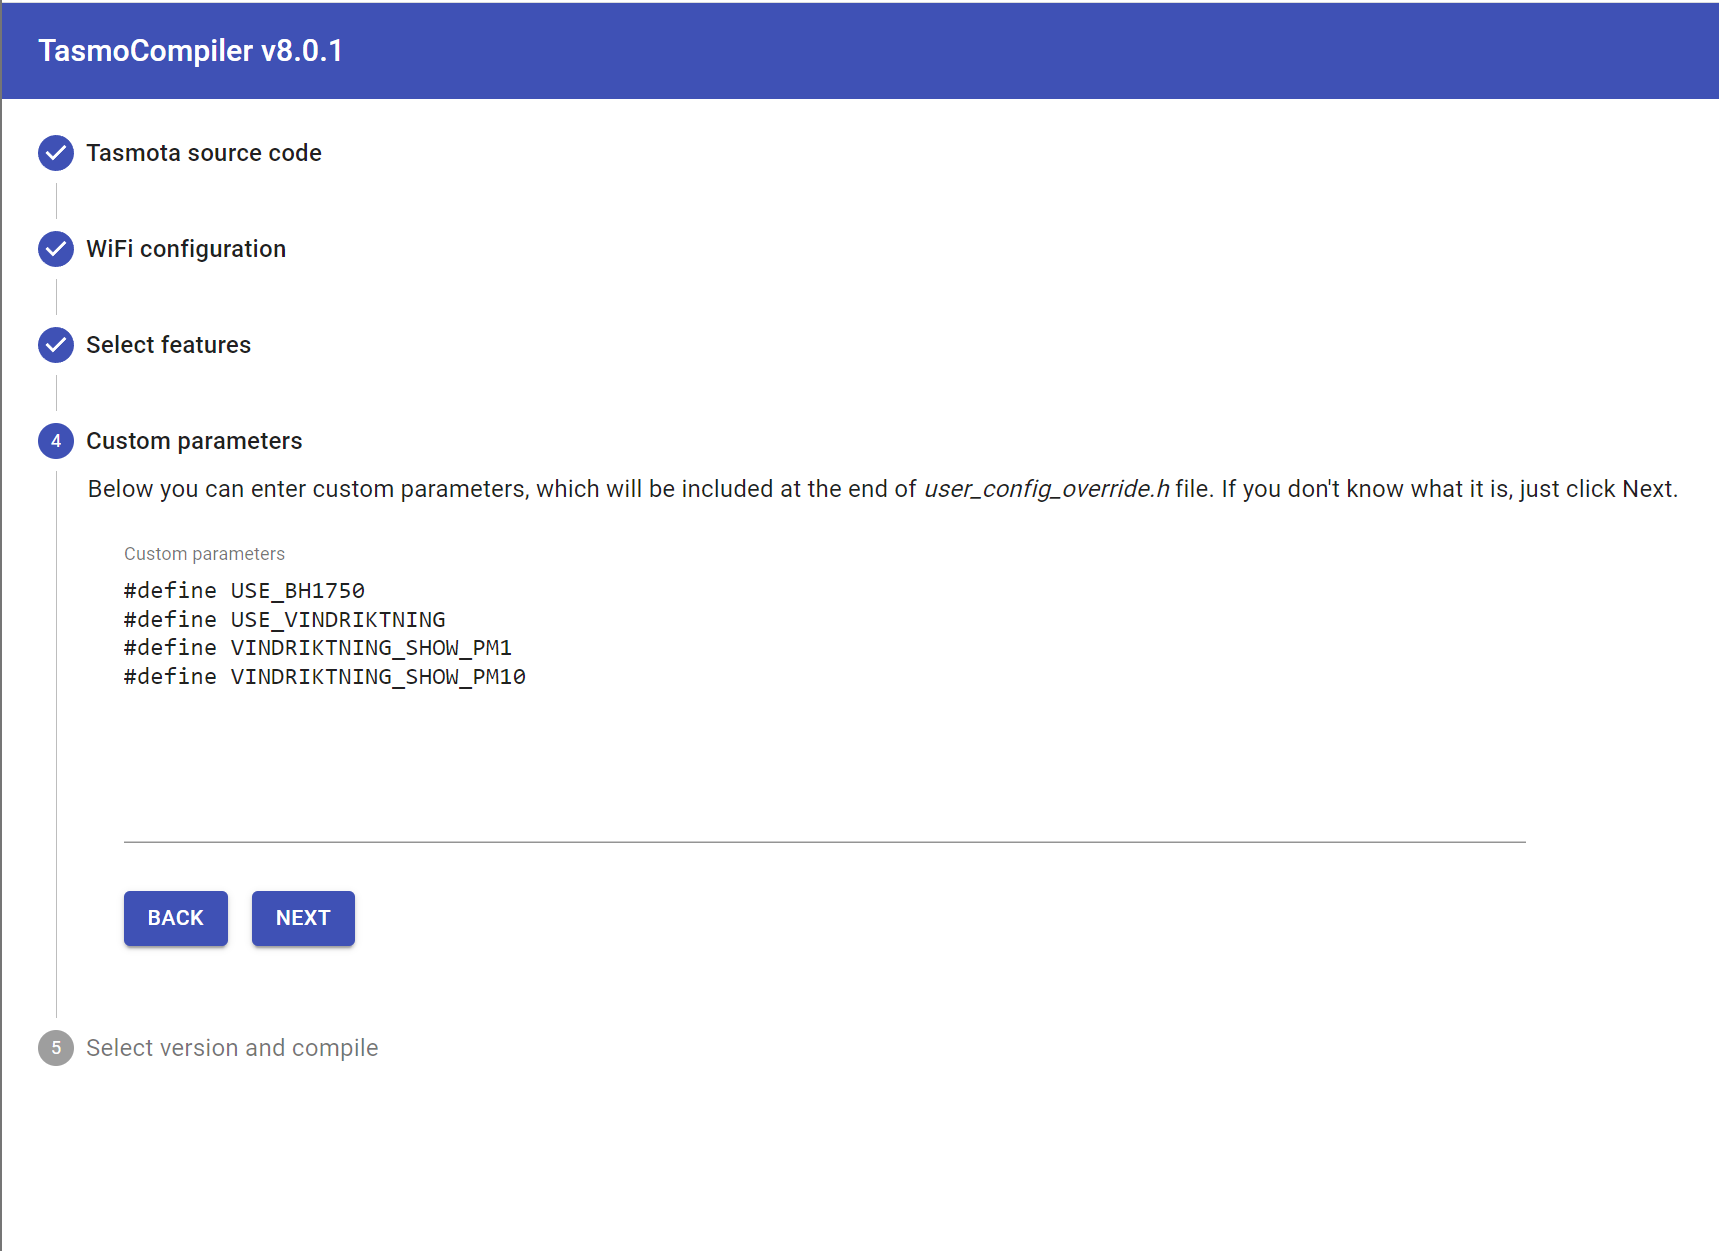 TasmoCompiler v8.0.1
Tasmota source code
WiFi configuration
Select features
4 Custom parameters
Below you can enter custom parameters, which will be included at the end of user_config_override.h file. If you don't know what it is, just click Next.
Custom parameters
#define USE_BH1750
#define USE_VINDRIKTNING
#define VINDRIKTNING_SHOW_PM1
#define VINDRIKTNING_SHOW_PM10
BACK NEXT
5 Select version and compile